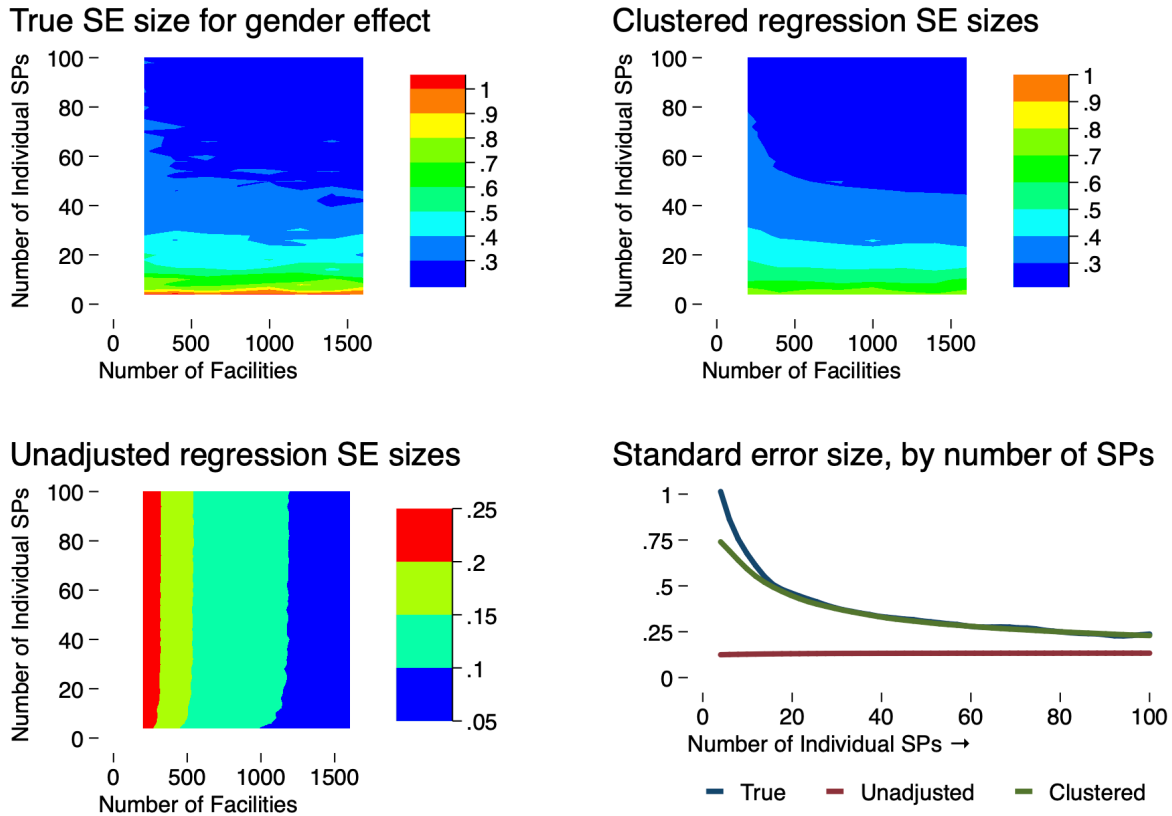 True SE size for gender effect
Number of Individual SPs
100
80
60
40
20
0
0 500 1000 1500
Number of Facilities
1
.9
.8
.7
.6
.5
.4
.3
Clustered regression SE sizes
Number of Individual SPs
100
80
60
40
20
0
0 500 1000 1500
Number of Facilities
1
.9
.8
.7
.6
.5
.4
.3
Unadjusted regression SE sizes
Number of Individual SPs
100
80
60
40
20
0
0 500 1000 1500
Number of Facilities
.25
.2
.15
.1
.05
Standard error size, by number of SPs
1
.75
.5
.25
0
0 20 40 60 80 100
Number of Individual SPs →
True Unadjusted Clustered